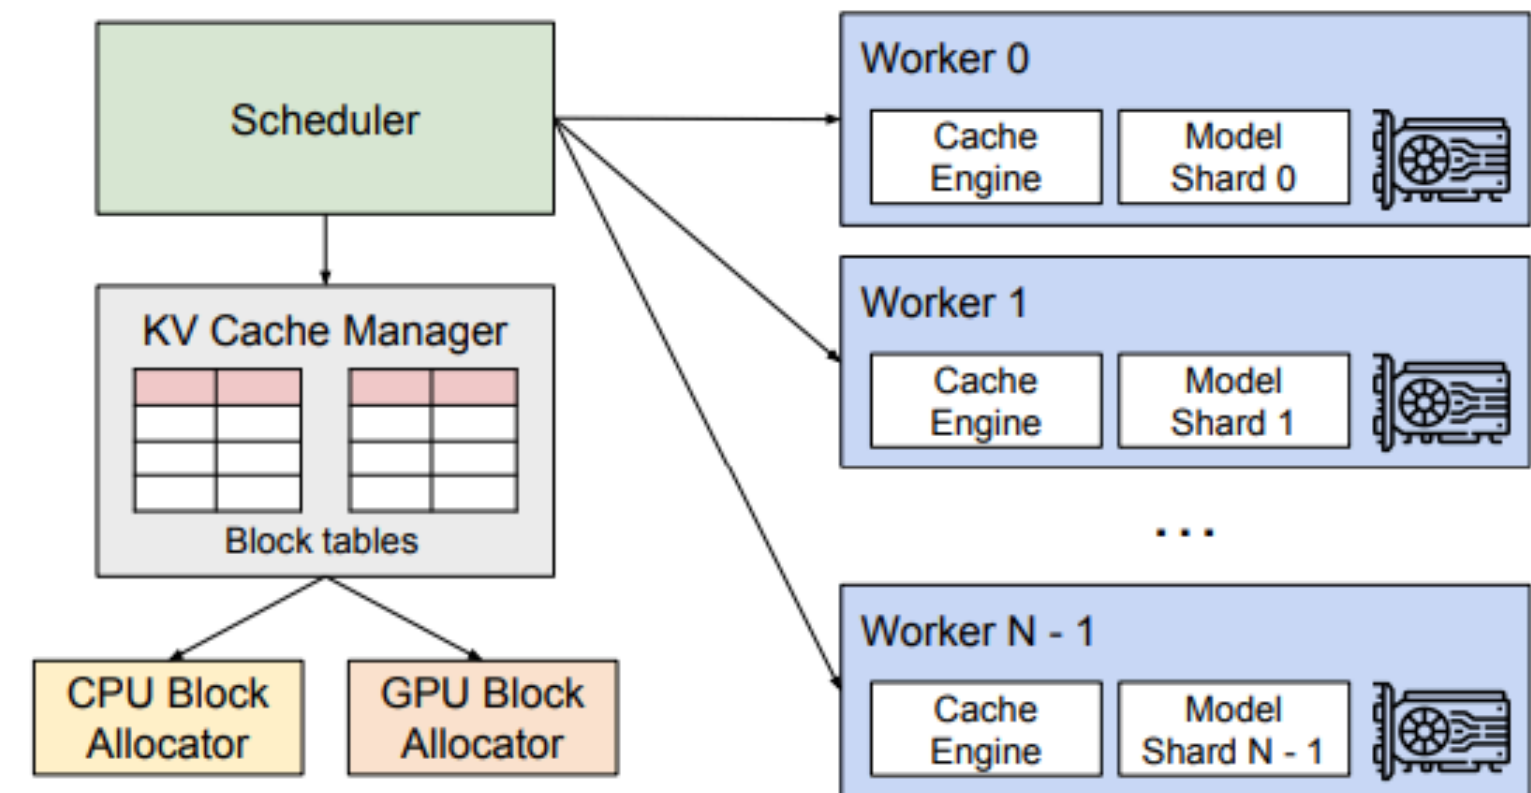 Scheduler
KV Cache Manager
Block tables
CPU Block
Allocator
GPU Block
Allocator
Worker 0
Cache
Engine
Model
Shard 0
Worker 1
Cache
Engine
Model
Shard 1
...
Worker N - 1
Cache
Engine
Model
Shard N - 1